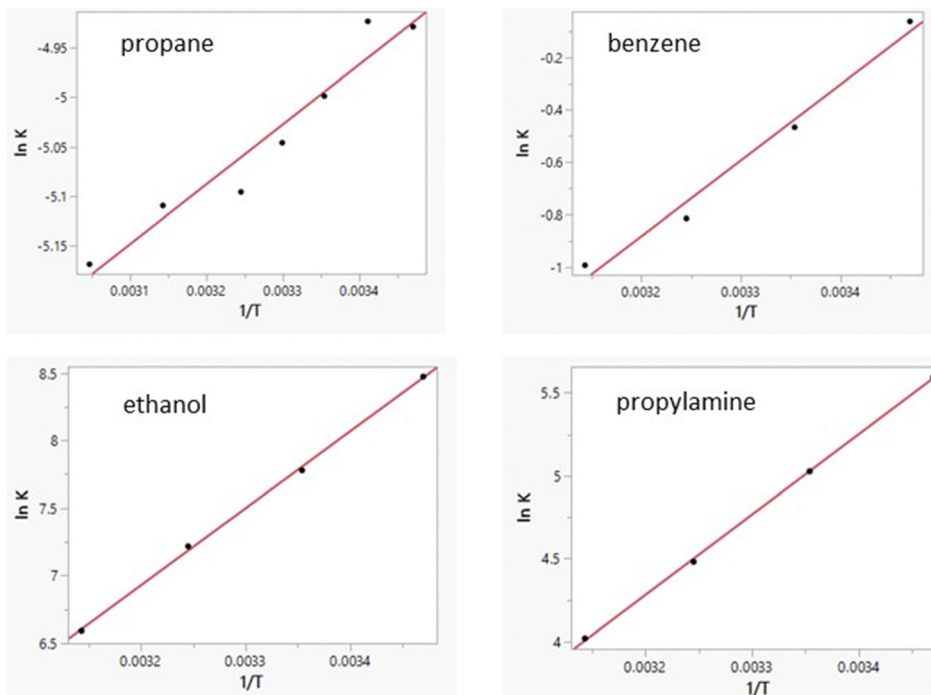 propane
-4.95
-5
-5.05
-5.1
-5.15
ln K
0.0031 0.0032 0.0033 0.0034
1/T
benzene
-0.2
-0.4
-0.6
-0.8
-1
ln K
0.0032 0.0033 0.0034
1/T
ethanol
8.5
8
7.5
7
6.5
ln K
0.0032 0.0033 0.0034
1/T
propylamine
5.5
5
4.5
4
ln K
0.0032 0.0033 0.0034
1/T